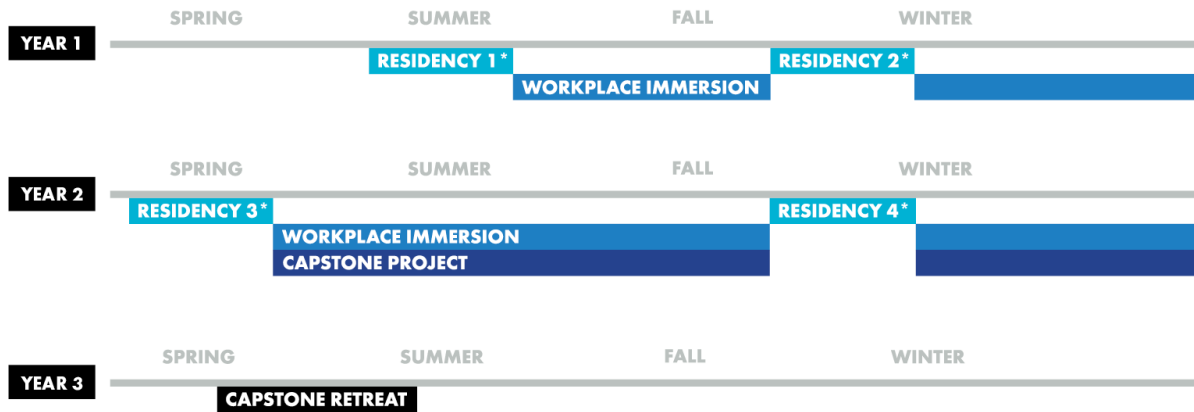 SPRING SUMMER FALL WINTER
YEAR 1
RESIDENCY 1* RESIDENCY 2*
WORKPLACE IMMERSION
SPRING SUMMER FALL WINTER
YEAR 2
RESIDENCY 3* RESIDENCY 4*
WORKPLACE IMMERSION
CAPSTONE PROJECT
SPRING SUMMER FALL WINTER
YEAR 3
CAPSTONE RETREAT